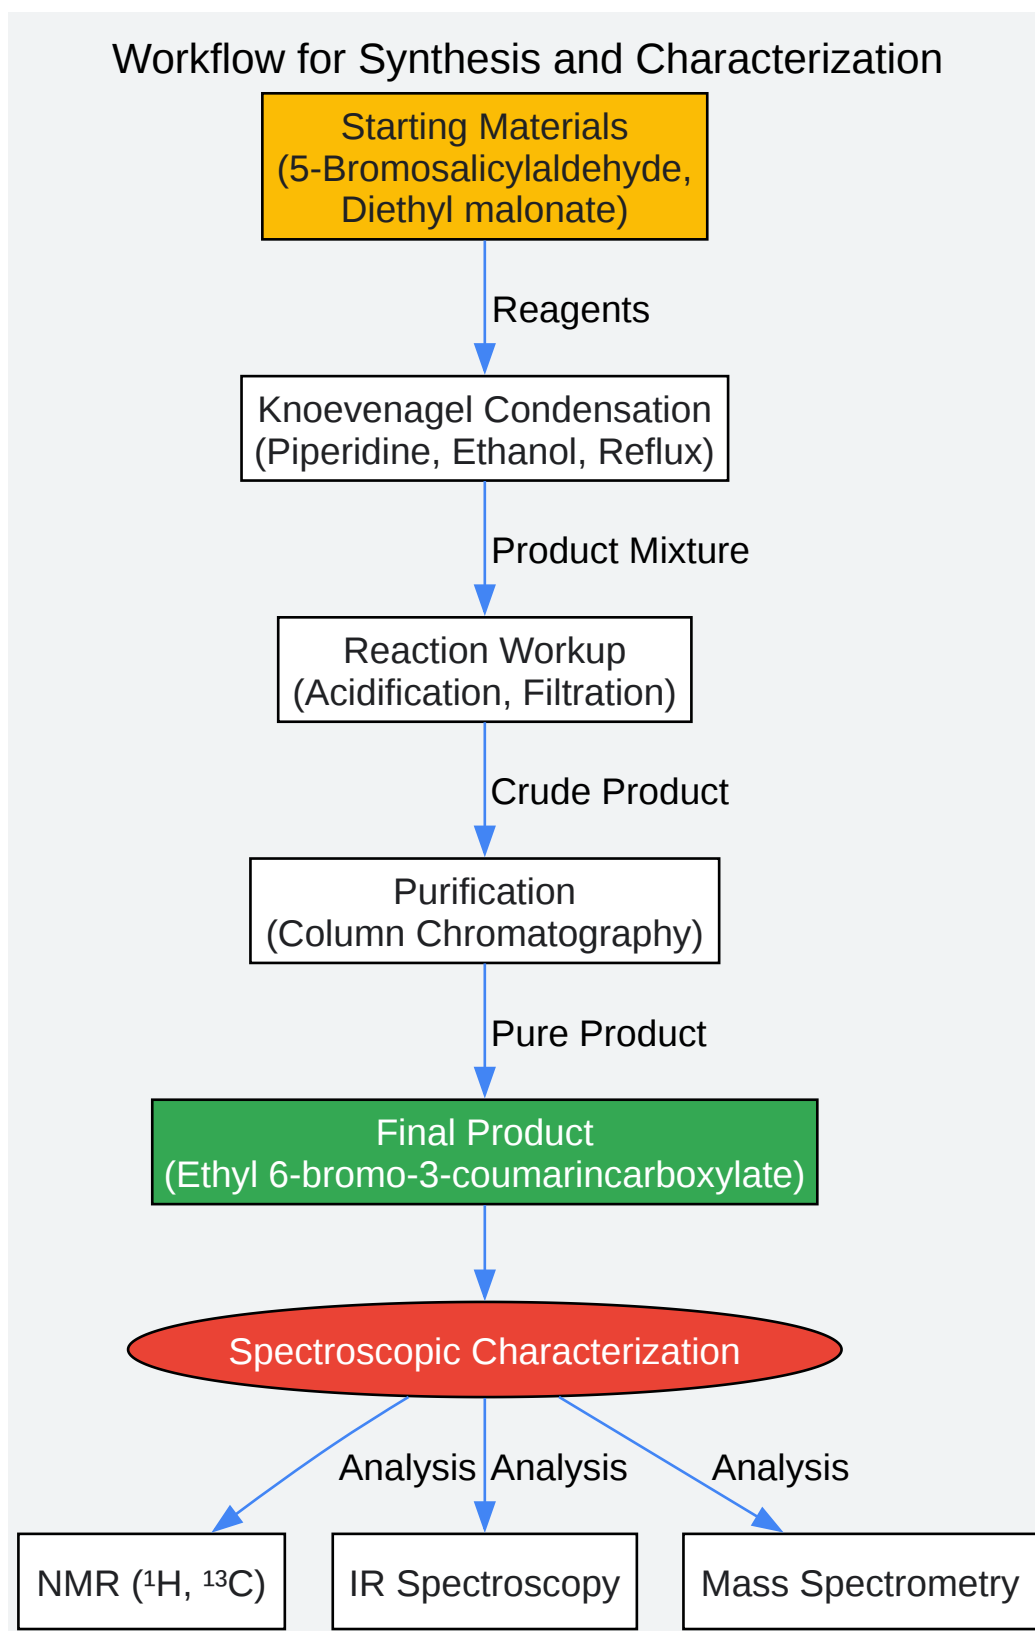 Workflow for Synthesis and Characterization
Starting Materials
(5-Bromosalicylaldehyde,
Diethyl malonate)
Reagents
Knoevenagel Condensation
(Piperidine, Ethanol, Reflux)
Product Mixture
Reaction Workup
(Acidification, Filtration)
Crude Product
Purification
(Column Chromatography)
Pure Product
Final Product
(Ethyl 6-bromo-3-coumarincarboxylate)
Spectroscopic Characterization
Analysis Analysis Analysis
NMR (¹H, ¹³C) IR Spectroscopy Mass Spectrometry